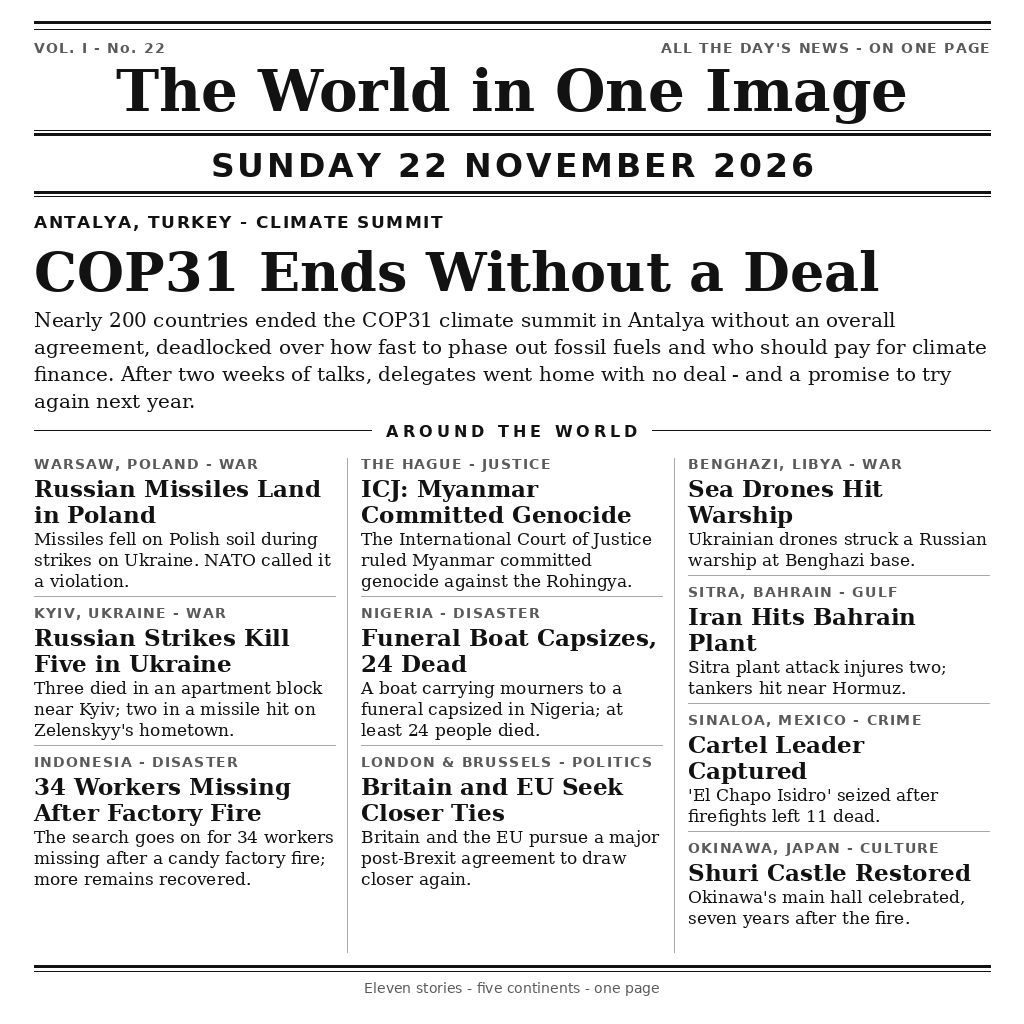 VOL. I - No. 22
ALL THE DAY'S NEWS - ON ONE PAGE
The World in One Image
SUNDAY 22 NOVEMBER 2026
ANTALYA, TURKEY - CLIMATE SUMMIT
COP31 Ends Without a Deal
Nearly 200 countries ended the COP31 climate summit in Antalya without an overall
agreement, deadlocked over how fast to phase out fossil fuels and who should pay for climate
finance. After two weeks of talks, delegates went home with no deal - and a promise to try
again next year.
AROUND THE WORLD
WARSAW, POLAND - WAR
Russian Missiles Land
in Poland
Missiles fell on Polish soil during
strikes on Ukraine. NATO called it
a violation.
KYIV, UKRAINE - WAR
Russian Strikes Kill
Five in Ukraine
Three died in an apartment block
near Kyiv; two in a missile hit on
Zelenskyy's hometown.
INDONESIA - DISASTER
34 Workers Missing
After Factory Fire
The search goes on for 34 workers
missing after a candy factory fire;
more remains recovered.
THE HAGUE - JUSTICE
ICJ: Myanmar
Committed Genocide
The International Court of Justice
ruled Myanmar committed
genocide against the Rohingya.
NIGERIA - DISASTER
Funeral Boat Capsizes,
24 Dead
A boat carrying mourners to a
funeral capsized in Nigeria; at
least 24 people died.
LONDON & BRUSSELS - POLITICS
Britain and EU Seek
Closer Ties
Britain and the EU pursue a major
post-Brexit agreement to draw
closer again.
BENGHAZI, LIBYA - WAR
Sea Drones Hit
Warship
Ukrainian drones struck a Russian
warship at Benghazi base.
SITRA, BAHRAIN - GULF
Iran Hits Bahrain
Plant
Sitra plant attack injures two;
tankers hit near Hormuz.
SINALOA, MEXICO - CRIME
Cartel Leader
Captured
'El Chapo Isidro' seized after
firefights left 11 dead.
OKINAWA, JAPAN - CULTURE
Shuri Castle Restored
Okinawa's main hall celebrated,
seven years after the fire.
Eleven stories - five continents - one page